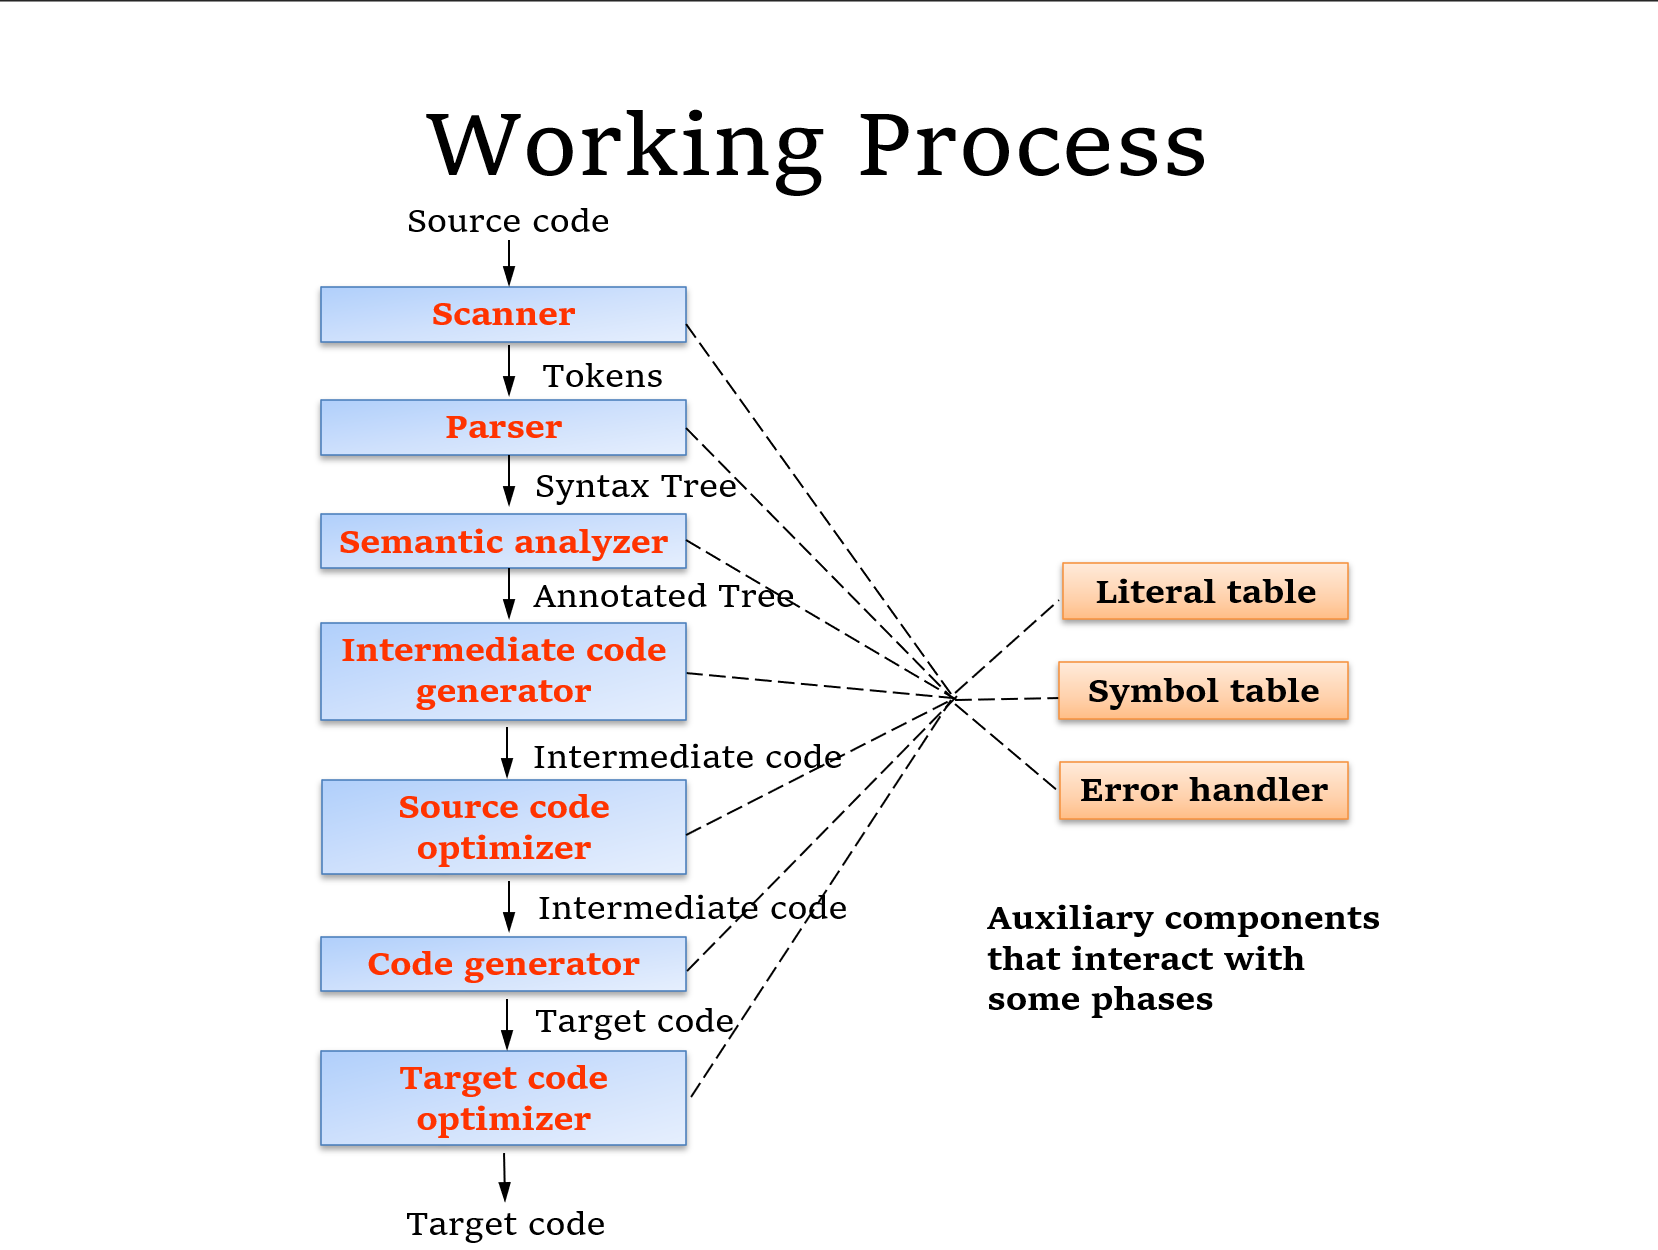 Working Process
Source code
Scanner
Tokens
Parser
Syntax Tree
Semantic analyzer
Annotated Tree
Intermediate code
generator
Intermediate code
Source code
optimizer
Intermediate code
Code generator
Target code
Target code
optimizer
Target code
Literal table
Symbol table
Error handler
Auxiliary components
that interact with
some phases